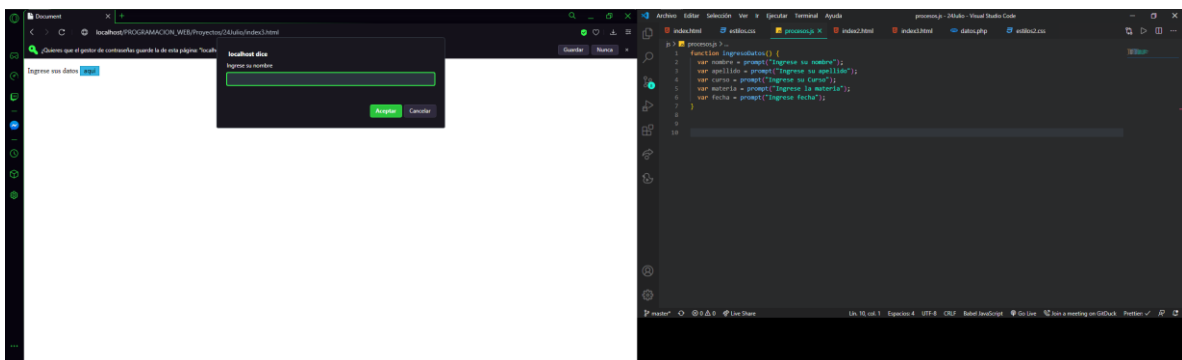 Document
localhost/PROGRAMACION_WEB/Proyectos/24Julio/index3.html
¿Quieres que el gestor de contraseñas guarde la de esta página "localh
Guardar Nunca
Ingrese sus datos aquí
localhost dice
Ingrese su nombre
Aceptar Cancelar
Archivo Editar Selección Ver Ir Ejecutar Terminal Ayuda
procesos.js - 24Julio - Visual Studio Code
index.html estilos.css procesos.js index2.html index3.html datos.php estilos2.css
js > procesos.js > ...
1 function ingresoDatos() {
2 var nombre = prompt("Ingrese su nombre");
3 var apellido = prompt("Ingrese su apellido");
4 var curso = prompt("Ingrese su Curso");
5 var materia = prompt("Ingrese la materia");
6 var fecha = prompt("Ingrese fecha");
7 }
8
9
10
master* 0 0 Live Share
Lín. 10, col. 1 Espacios: 4 UTF-8 CRLF Babel JavaScript Go Live Join a meeting on GitDuck Prettier